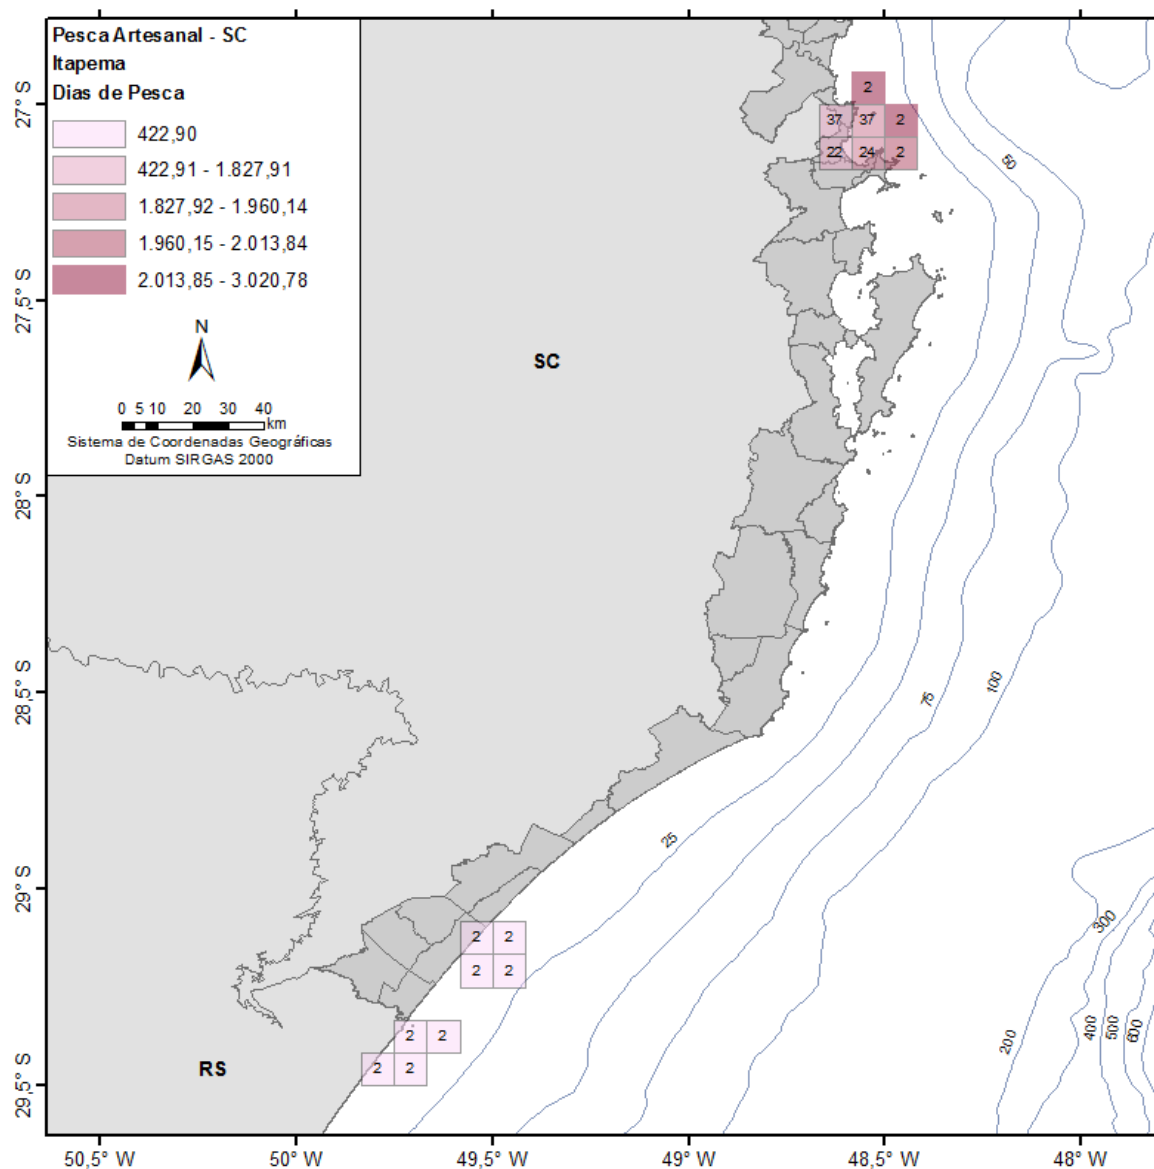 Pesca Artesanal - SC
Itapema
Dias de Pesca
422,90
422,91 - 1.827,91
1.827,92 - 1.960,14
1.960,15 - 2.013,84
2.013,85 - 3.020,78
N
0 5 10 20 30 40
km
Sistema de Coordenadas Geográficas
Datum SIRGAS 2000
27° S
27,5° S
28° S
28,5° S
29° S
29,5° S
2
37 37 2
22 24 2
50
SC
75
100
25
2 2
2 2
2 2
2 2
RS
200
300
400
500
600
50,5° W 50° W 49,5° W 49° W 48,5° W 48° W